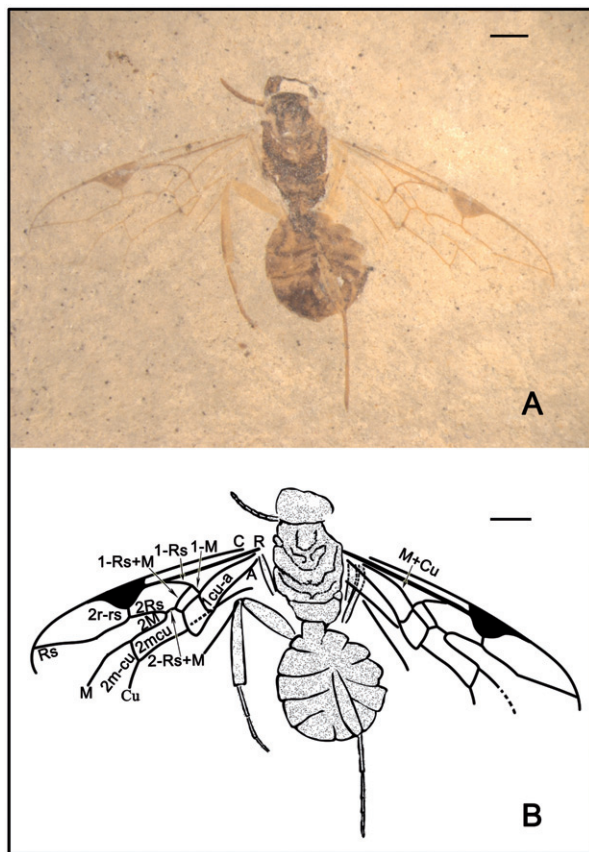 A
C R
1-Rs 1-M
1-Rs+M
M+Cu
cu-a
A
2r-rs
2Rs
2M
2mcu
Rs
2m-cu
2-Rs+M
M
Cu
B